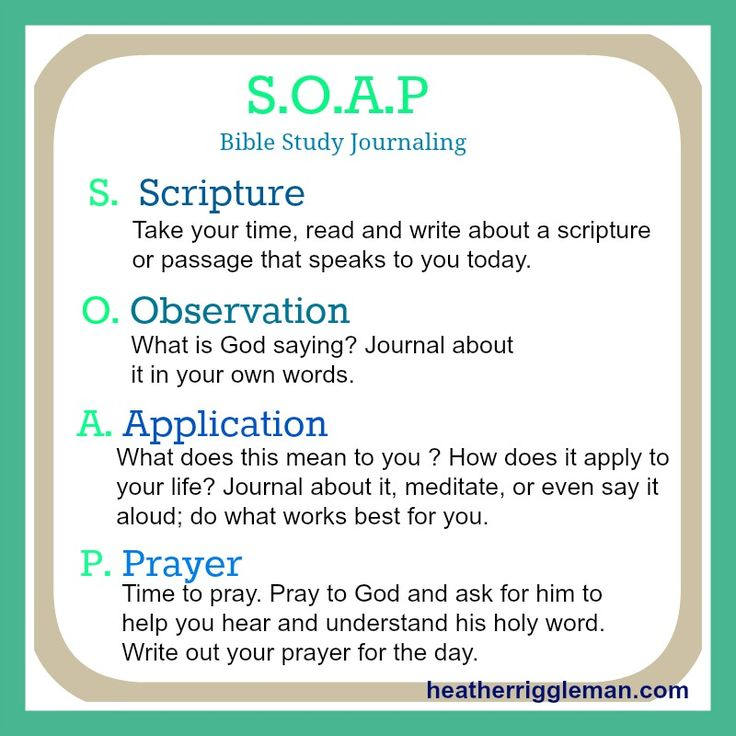 S.O.A.P
Bible Study Journaling
S. Scripture
Take your time, read and write about a scripture
or passage that speaks to you today.
O. Observation
What is God saying? Journal about
it in your own words.
A. Application
What does this mean to you ? How does it apply to
your life? Journal about it, meditate, or even say it
aloud; do what works best for you.
P. Prayer
Time to pray. Pray to God and ask for him to
help you hear and understand his holy word.
Write out your prayer for the day.
heatherriggleman.com